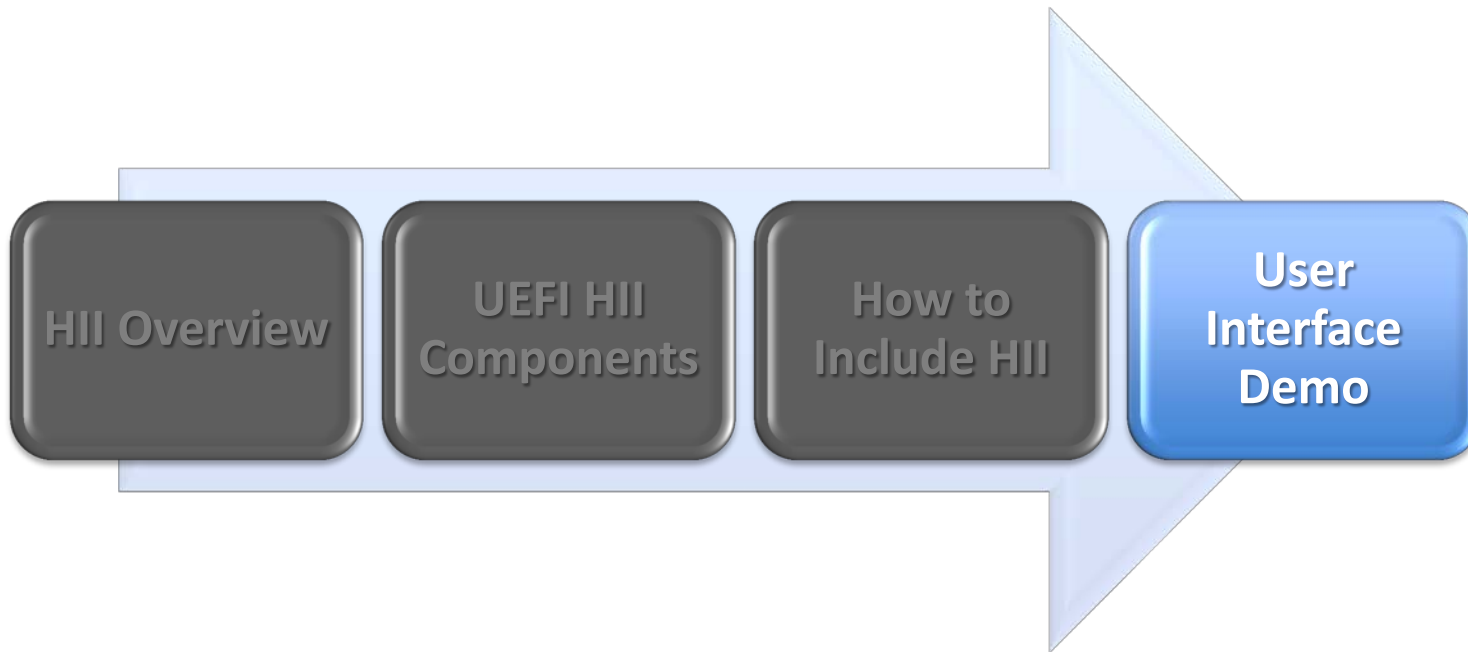 HII Overview
UEFI HII
Components
How to
Include HII
User
Interface
Demo